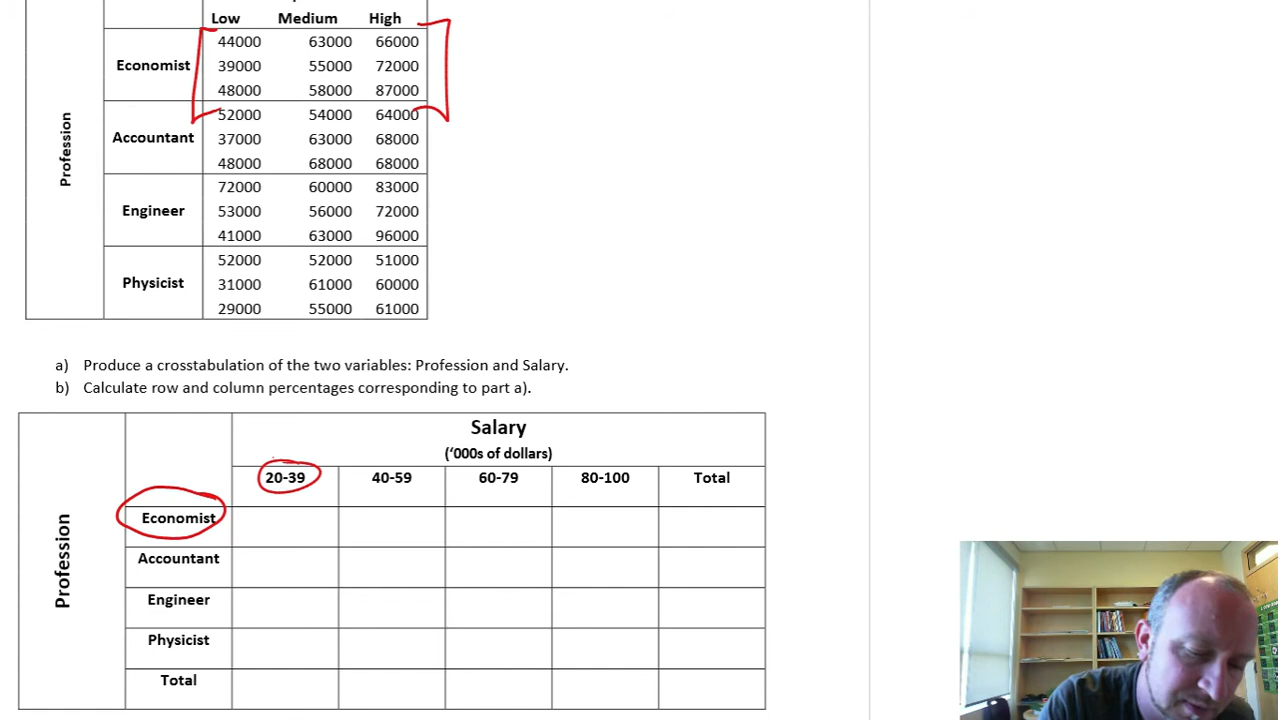 Low Medium High
Profession
Economist
44000 63000 66000
39000 55000 72000
48000 58000 87000
Accountant
52000 54000 64000
37000 63000 68000
48000 68000 68000
Engineer
72000 60000 83000
53000 56000 72000
41000 63000 96000
Physicist
52000 52000 51000
31000 61000 60000
29000 55000 61000
a) Produce a crosstabulation of the two variables: Profession and Salary.
b) Calculate row and column percentages corresponding to part a).
Salary
(‘000s of dollars)
20-39 40-59 60-79 80-100 Total
Profession
Economist
Accountant
Engineer
Physicist
Total